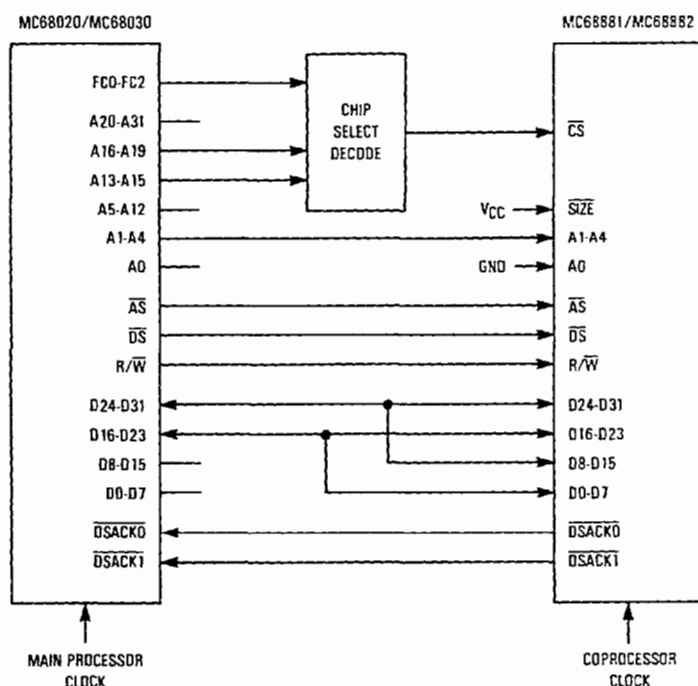 MC68020/MC68030
MC68881/MC68882
FC0-FC2
A20-A31
A16-A19
A13-A15
A5-A12
A1-A4
A0
AS
DS
R/W
D24-D31
D16-D23
D8-D15
D0-D7
DSACK0
DSACK1
CHIP
SELECT
DECODE
VCC
GND
CS
SIZE
A1-A4
A0
AS
DS
R/W
D24-D31
D16-D23
D8-D15
D0-D7
DSACK0
DSACK1
MAIN PROCESSOR
CLOCK
COPROCESSOR
CLOCK